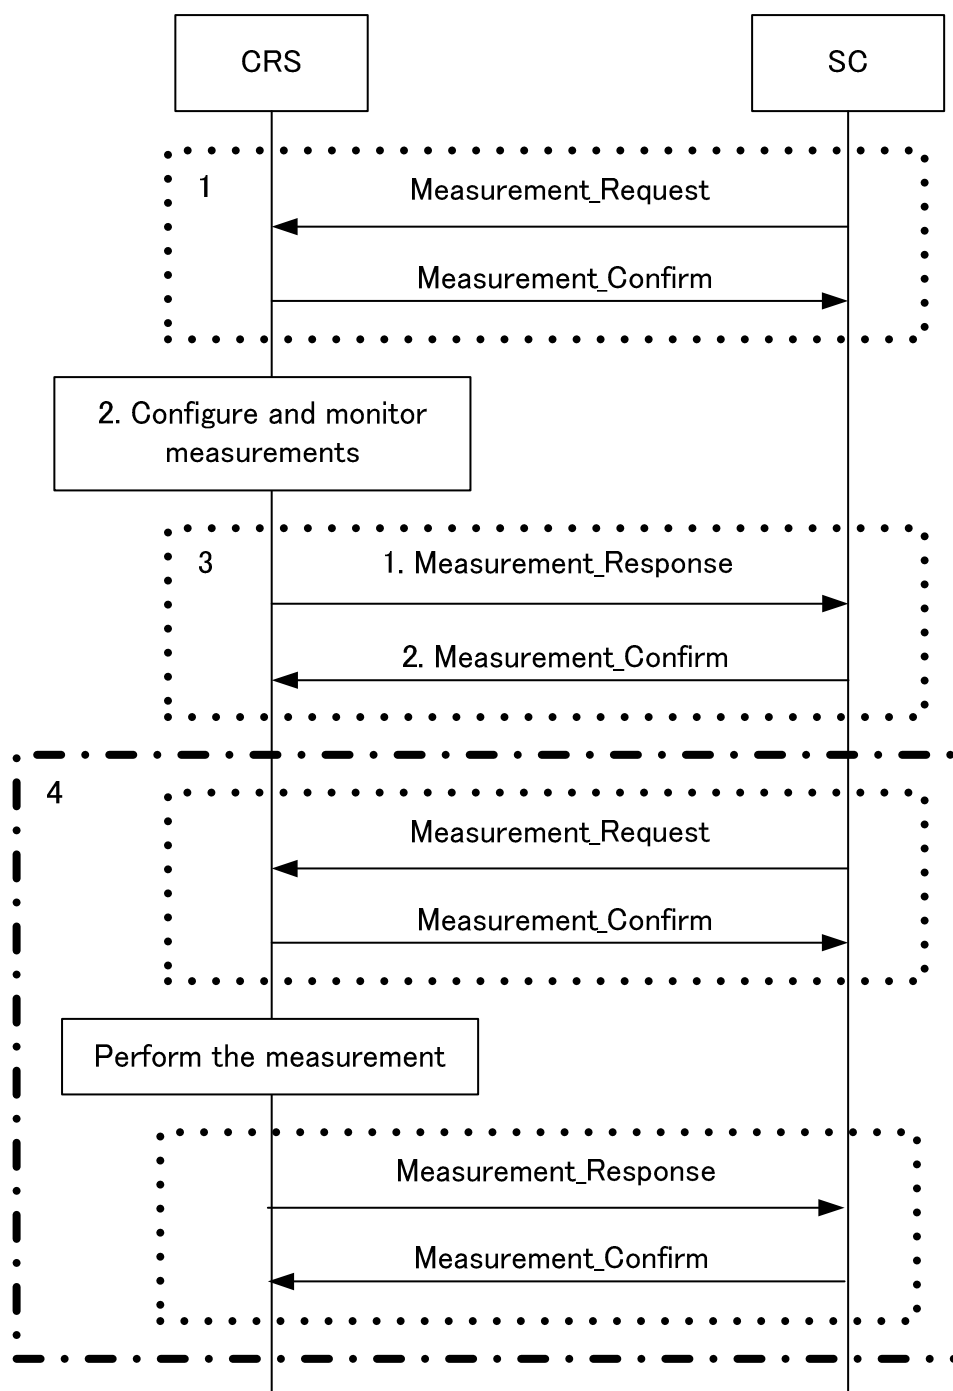 CRS
SC
1
Measurement_Request
Measurement_Confirm
2. Configure and monitor
measurements
3
1. Measurement_Response
2. Measurement_Confirm
4
Measurement_Request
Measurement_Confirm
Perform the measurement
Measurement_Response
Measurement_Confirm